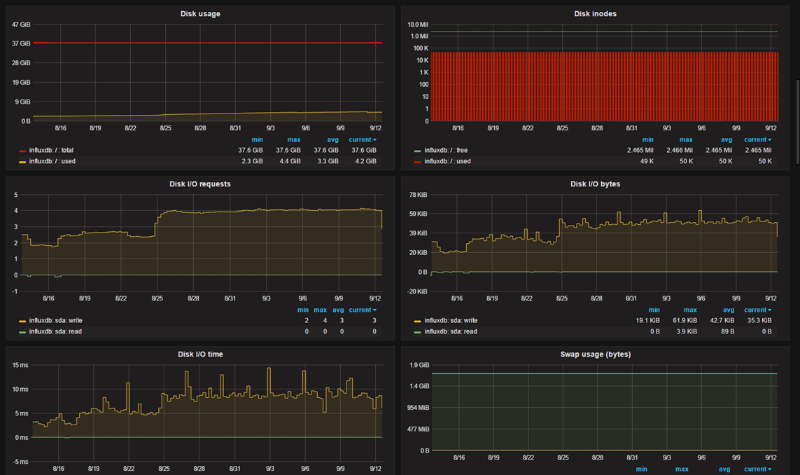 Disk usage
47 GiB
37 GiB
28 GiB
19 GiB
9 GiB
0 B
8/16 8/19 8/22 8/25 8/28 8/31 9/3 9/6 9/9 9/12
min max avg current
influxdb: / : total 37.6 GiB 37.6 GiB 37.6 GiB 37.6 GiB
influxdb: / : used 2.3 GiB 4.4 GiB 3.3 GiB 4.2 GiB
Disk inodes
10.0 Mil
1.0 Mil
100 K
10 K
1 K
100
10
1
0
8/16 8/19 8/22 8/25 8/28 8/31 9/3 9/6 9/9 9/12
min max avg current
influxdb: / : free 2.465 Mil 2.466 Mil 2.465 Mil 2.465 Mil
influxdb: / : used 49 K 50 K 50 K 50 K
Disk I/O requests
5
4
3
2
1
0
-1
8/16 8/19 8/22 8/25 8/28 8/31 9/3 9/6 9/9 9/12
min max avg current
influxdb: sda: write 2 4 3 3
influxdb: sda: read 0 0 0 0
Disk I/O bytes
78 KiB
59 KiB
39 KiB
20 KiB
0 B
-20 KiB
8/16 8/19 8/22 8/25 8/28 8/31 9/3 9/6 9/9 9/12
min max avg current
influxdb: sda: write 19.1 KiB 61.9 KiB 42.7 KiB 35.3 KiB
influxdb: sda: read 0 B 3.9 KiB 89 B 0 B
Disk I/O time
15 ms
10 ms
5 ms
0 ms
-5 ms
8/16 8/19 8/22 8/25 8/28 8/31 9/3 9/6 9/9 9/12
Swap usage (bytes)
1.9 GiB
1.4 GiB
954 MiB
477 MiB
0 B
8/16 8/19 8/22 8/25 8/28 8/31 9/3 9/6 9/9 9/12
min max avg current